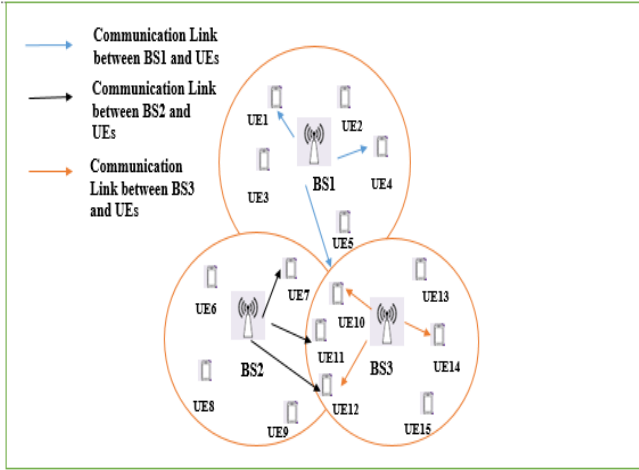 Communication Link
between BS1 and UEs
Communication Link
between BS2 and
UEs
Communication
Link between BS3
and UEs
UE1
UE2
UE3
BS1
UE4
UE5
UE6
UE7
BS2
UE8
UE9
UE10
UE11
UE12
UE13
BS3
UE14
UE15